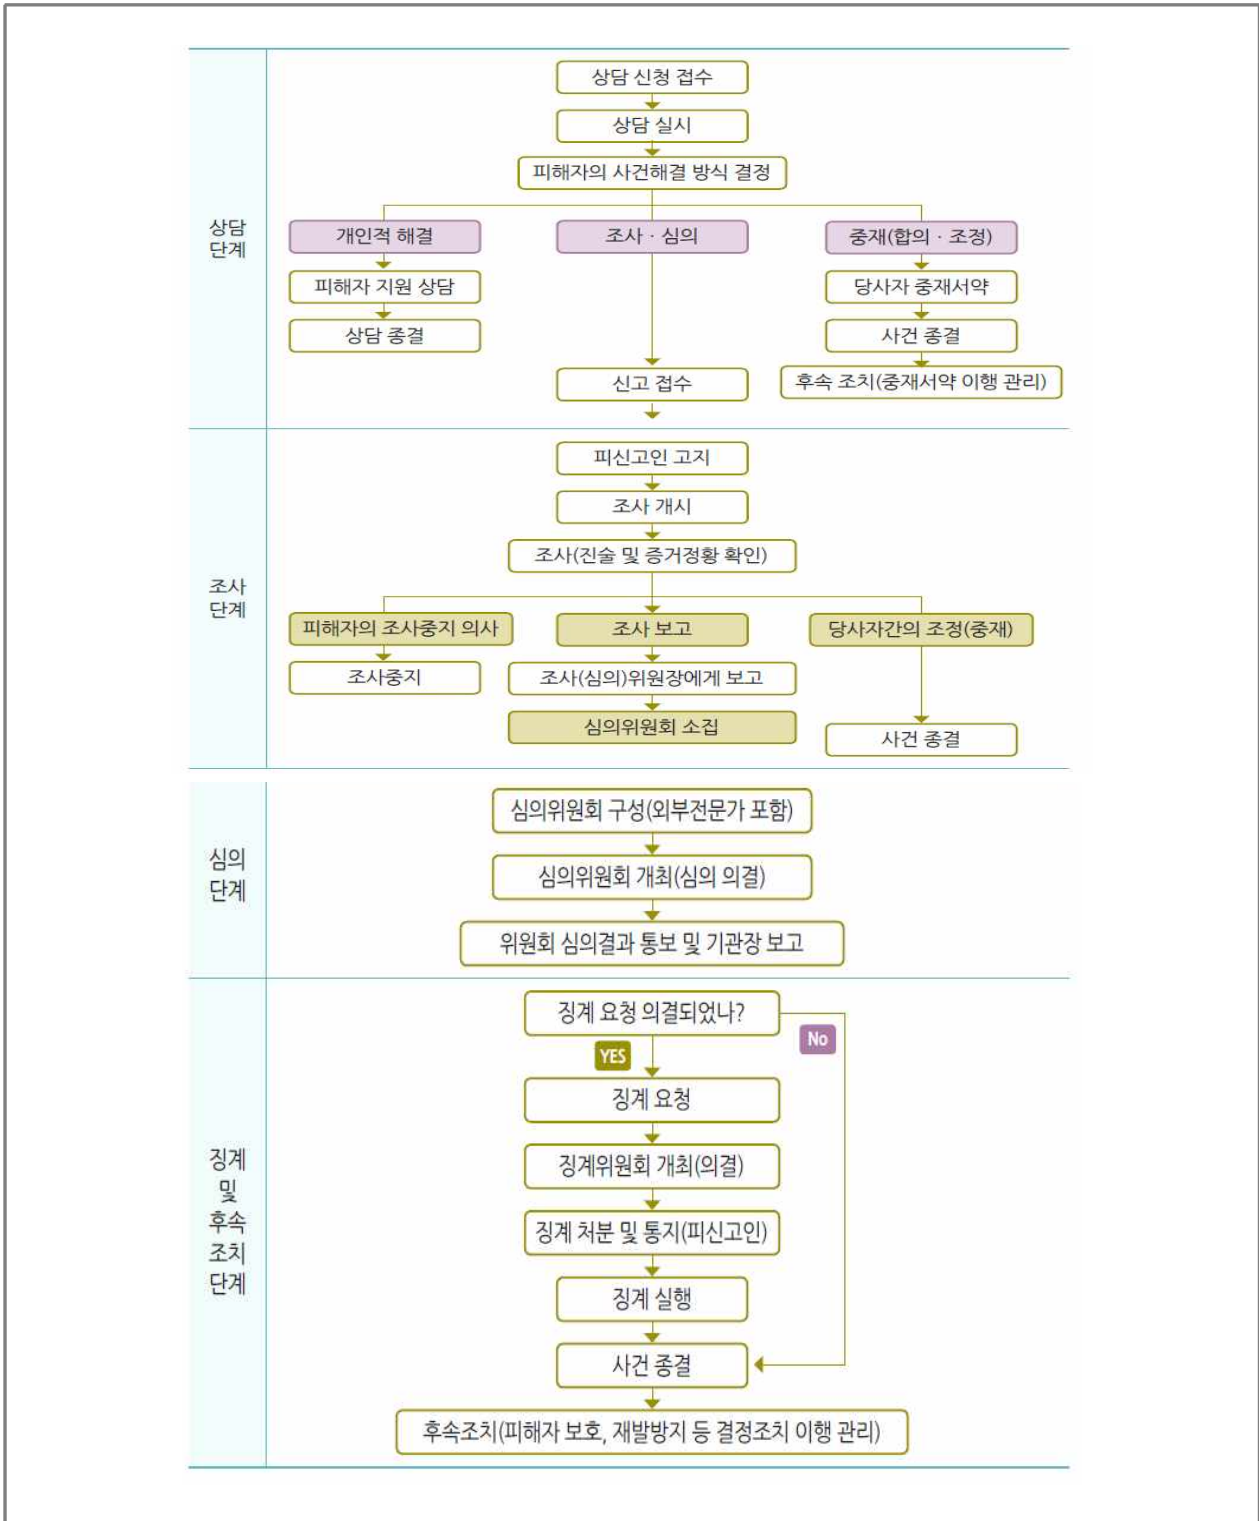 상담
단계
상담 신청 접수
상담 실시
피해자의 사건해결 방식 결정
개인적 해결
조사 · 심의
중재(합의 · 조정)
피해자 지원 상담
당사자 중재서약
상담 종결
사건 종결
신고 접수
후속 조치(중재서약 이행 관리)
조사
단계
피신고인 고지
조사 개시
조사(진술 및 증거정황 확인)
피해자의 조사중지 의사
조사 보고
당사자간의 조정(중재)
조사중지
조사(심의)위원장에게 보고
심의위원회 소집
사건 종결
심의
단계
심의위원회 구성(외부전문가 포함)
심의위원회 개최(심의 의결)
위원회 심의결과 통보 및 기관장 보고
징계
및
후속
조치
단계
징계 요청 의결되었나?
No
YES
징계 요청
징계위원회 개최(의결)
징계 처분 및 통지(피신고인)
징계 실행
사건 종결
후속조치(피해자 보호, 재발방지 등 결정조치 이행 관리)